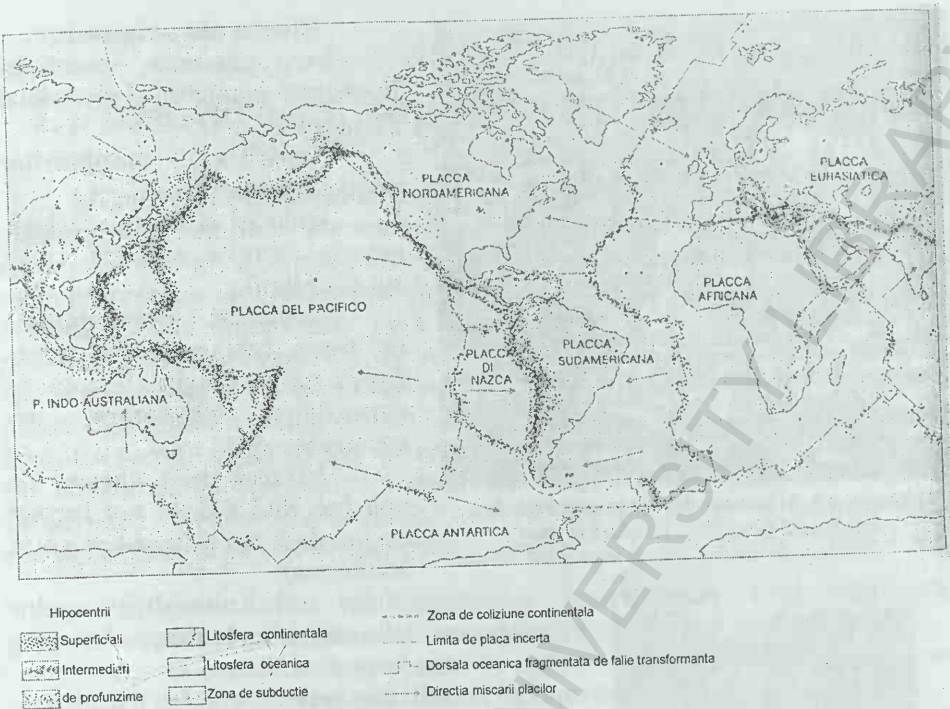 PLACCA
NORDAMERICANA
PLACCA
EURASIATICA
PLACCA DEL PACIFICO
PLACCA
AFRICANA
PLACCA
DI
NAZCA
PLACCA
SUDAMERICANA
P. INDO-AUSTRALIANA
PLACCA ANTARTICA
Hipocentrii
Superficiali
Intermediari
de profunzime
Litosfera continentala
Litosfera oceanica
Zona de subductie
Zona de coliziune continentala
Limita de placa incerta
Dorsala oceanica fragmentata de falie transformanta
Directia miscarii placilor